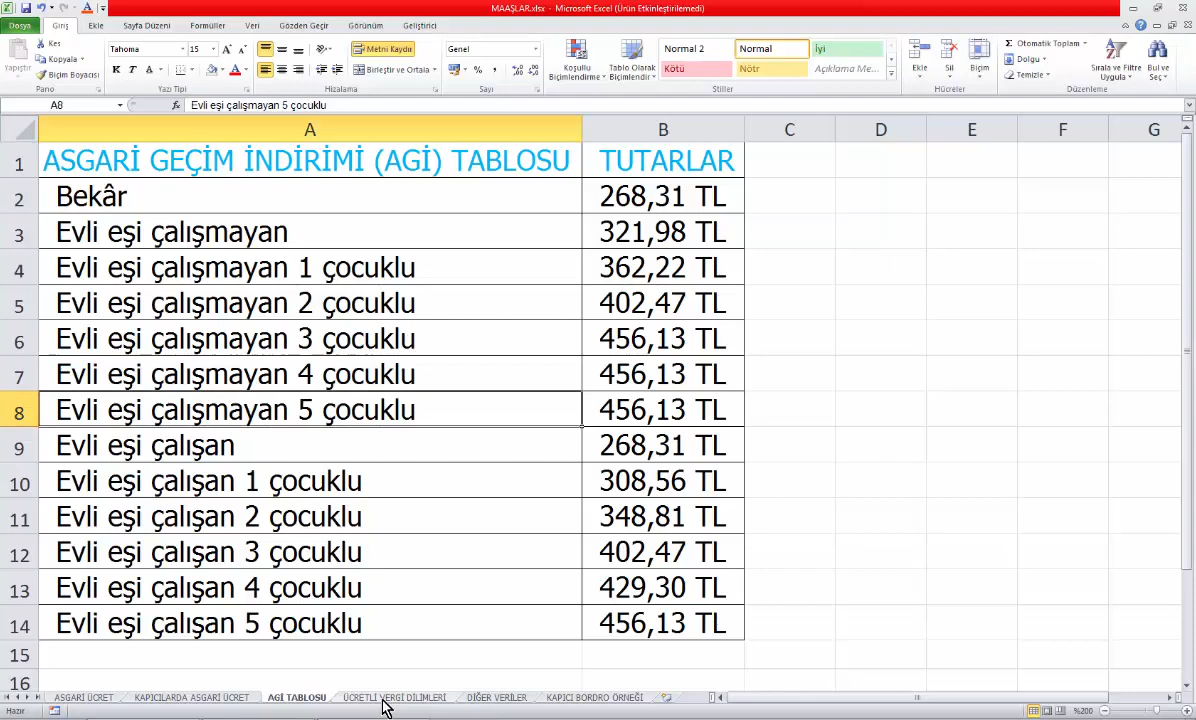 MAAŞLAR.xlsx - Microsoft Excel (Ürün Etkinleştirilemedi)
Dosya Giriş Ekle Sayfa Düzeni Formüller Veri Gözden Geçir Görünüm Geliştirici
Yapıştır Kes Kopyala Biçim Boyacısı
Pano
Tahoma 15 A A
K T A A
Yazı Tipi
Metni Kaydır
Birleştir ve Ortala
Hizalama
Genel
% ,
Sayı
Koşullu Biçimlendirme
Tablo Olarak Biçimlendir
Normal 2 Normal İyi
Kötü Nötr Açıklama Me...
Stiller
Ekle Sil Biçim
Hücreler
Σ Otomatik Toplam
Dolgu
Temizle
Sırala ve Filtre Uygula
Bul ve Seç
Düzenleme
A8 fx Evli eşi çalışmayan 5 çocuklu
A B C D E F G
1 ASGARİ GEÇİM İNDİRİMİ (AGİ) TABLOSU TUTARLAR
2 Bekâr 268,31 TL
3 Evli eşi çalışmayan 321,98 TL
4 Evli eşi çalışmayan 1 çocuklu 362,22 TL
5 Evli eşi çalışmayan 2 çocuklu 402,47 TL
6 Evli eşi çalışmayan 3 çocuklu 456,13 TL
7 Evli eşi çalışmayan 4 çocuklu 456,13 TL
8 Evli eşi çalışmayan 5 çocuklu 456,13 TL
9 Evli eşi çalışan 268,31 TL
10 Evli eşi çalışan 1 çocuklu 308,56 TL
11 Evli eşi çalışan 2 çocuklu 348,81 TL
12 Evli eşi çalışan 3 çocuklu 402,47 TL
13 Evli eşi çalışan 4 çocuklu 429,30 TL
14 Evli eşi çalışan 5 çocuklu 456,13 TL
15
16
ASGARİ ÜCRET KAPICILARDA ASGARİ ÜCRET AGİ TABLOSU ÜCRETLİ VERGİ DİLİMLERİ DİĞER VERİLER KAPICI BORDRO ÖRNEĞİ
Hazır %200